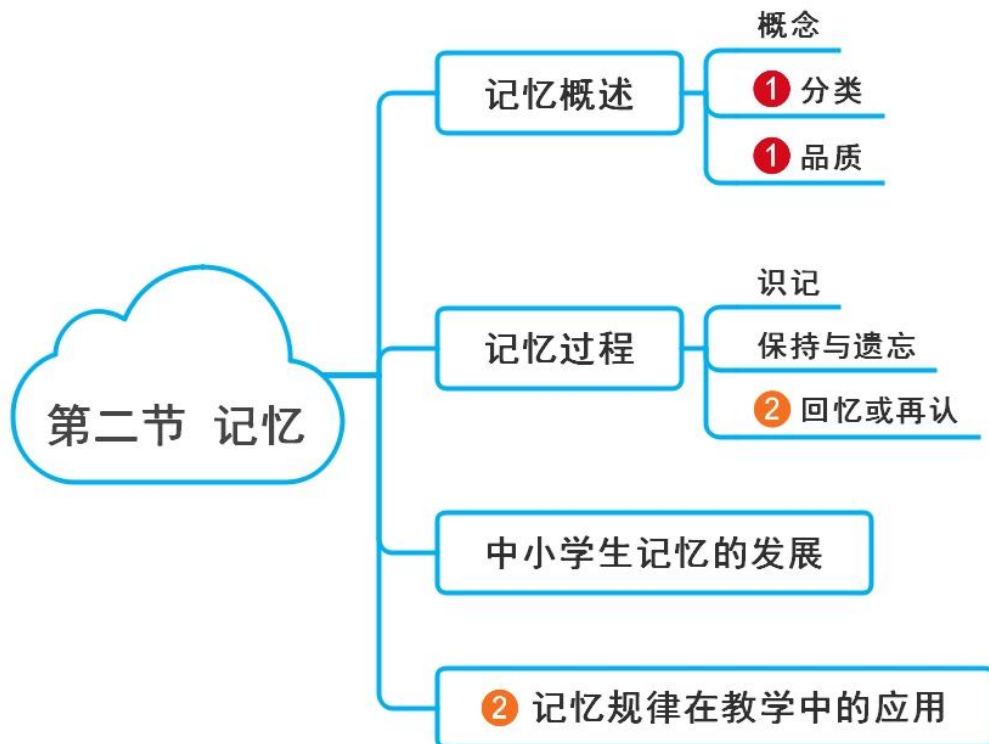 第二节 记忆
记忆概述
概念
1 分类
1 品质
记忆过程
识记
保持与遗忘
2 回忆或再认
中小学生记忆的发展
2 记忆规律在教学中的应用